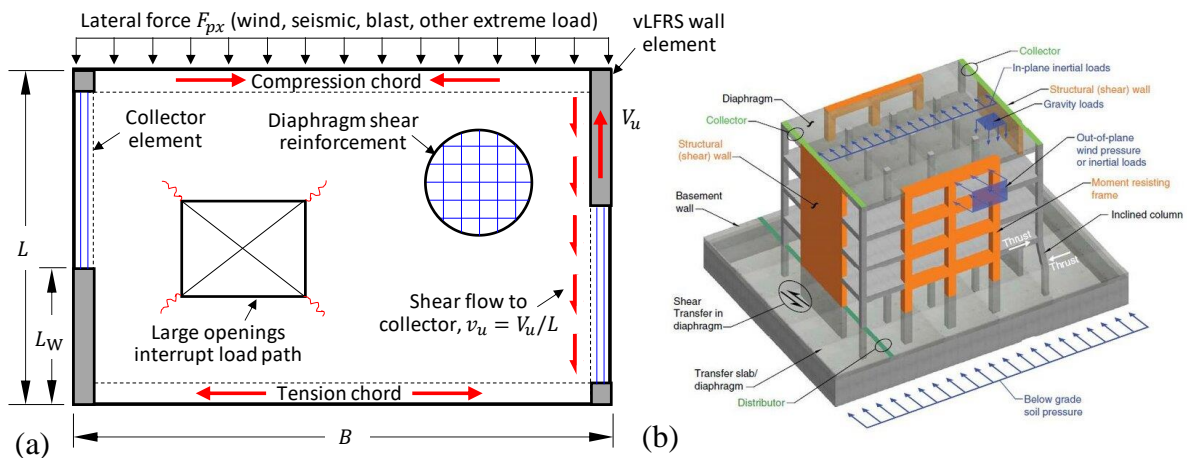 Lateral force F_px (wind, seismic, blast, other extreme load)
vLFRS wall
element
Compression chord
Collector
element
Diaphragm shear
reinforcement
V_u
L
L_W
Large openings
interrupt load path
Shear flow to
collector, v_u = V_u/L
Tension chord
B
(a)
Collector
In-plane inertial loads
Structural (shear) wall
Gravity loads
Diaphragm
Collector
Structural
(shear) wall
Out-of-plane
wind pressure
or inertial loads
Basement
wall
Moment resisting
frame
Inclined column
Thrust
Thrust
Shear
Transfer in
diaphragm
Transfer slab/
diaphragm
Distributor
Below grade
soil pressure
(b)